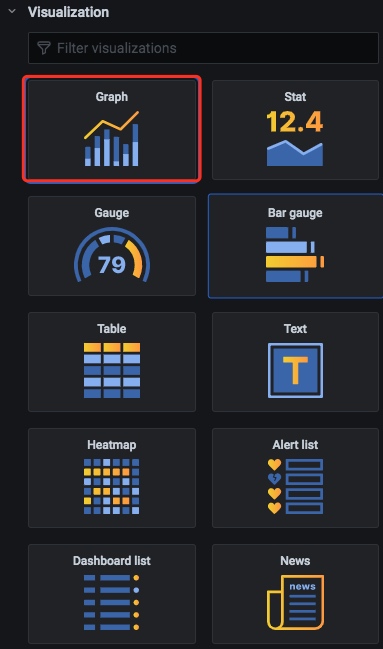 Visualization
Filter visualizations
Graph
Stat
12.4
Gauge
Bar gauge
79
Table
Text
T
Heatmap
Alert list
Dashboard list
News
news